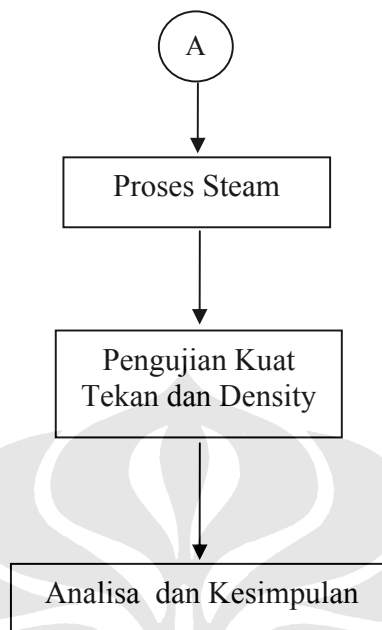 A
Proses Steam
Pengujian Kuat
Tekan dan Density
Analisa dan Kesimpulan